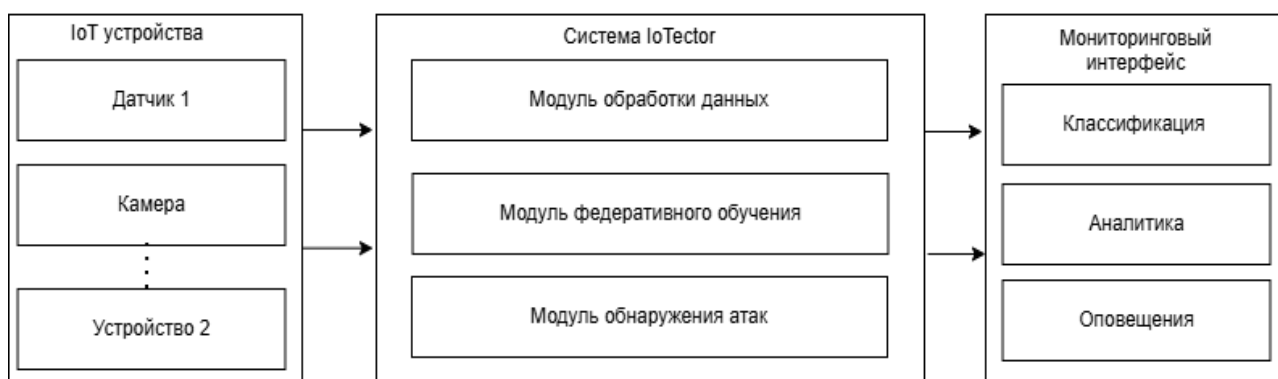 IoT устройства
Датчик 1
Камера
Устройство 2
Система IoTector
Модуль обработки данных
Модуль федеративного обучения
Модуль обнаружения атак
Мониторинговый
интерфейс
Классификация
Аналитика
Оповещения